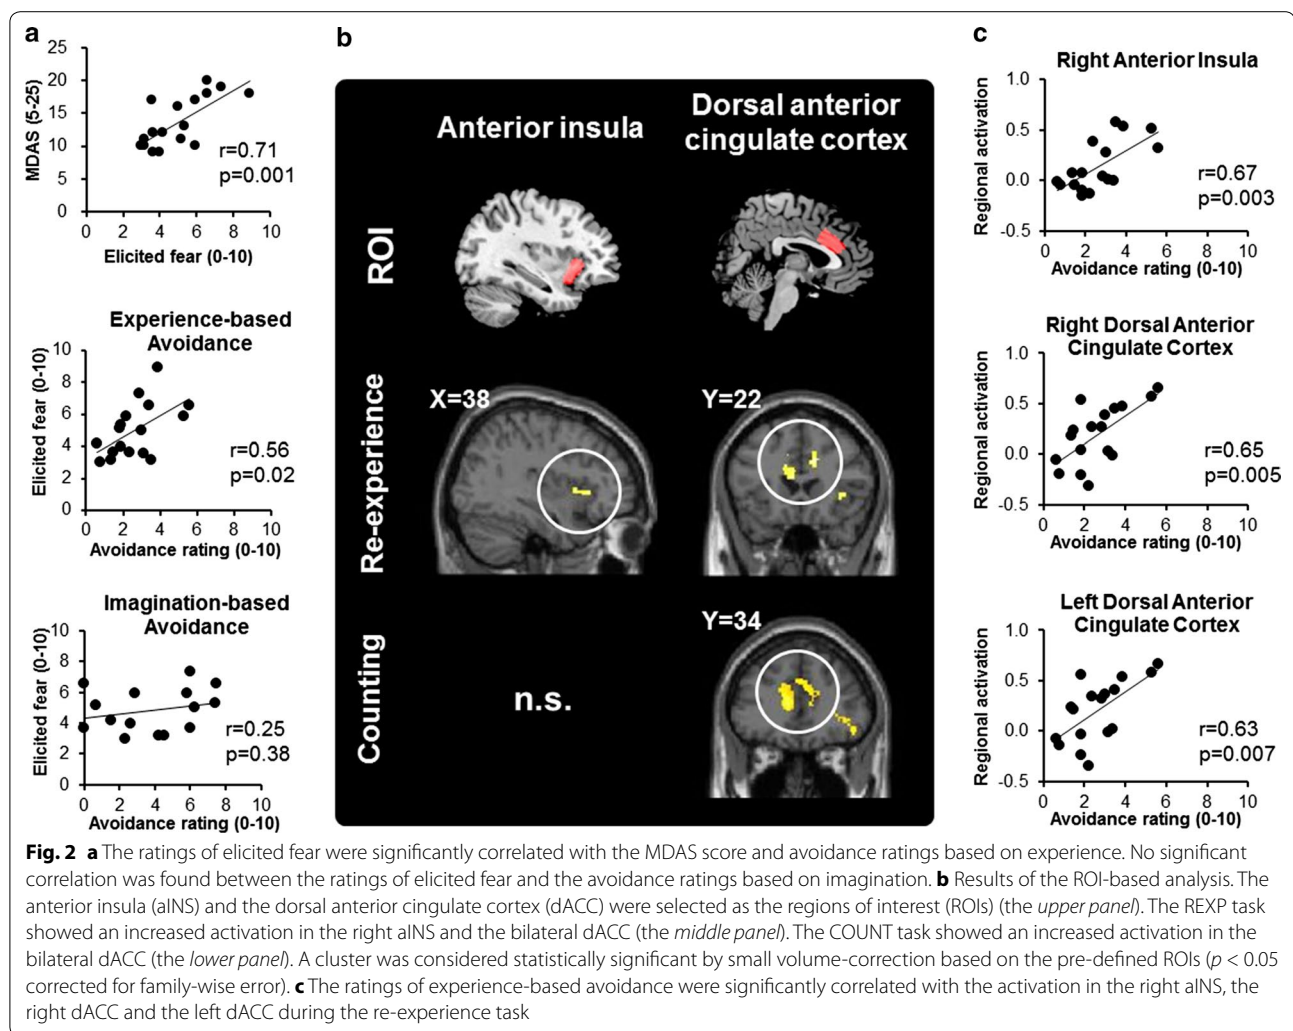 a
25
20
15
10
5
0
MDAS (5-25)
r=0.71
p=0.001
0 2 4 6 8 10
Elicited fear (0-10)
Experience-based
Avoidance
10
8
6
4
2
0
Elicited fear (0-10)
r=0.56
p=0.02
0 2 4 6 8 10
Avoidance rating (0-10)
Imagination-based
Avoidance
10
8
6
4
2
0
Elicited fear (0-10)
r=0.25
p=0.38
0 2 4 6 8 10
Avoidance rating (0-10)
b
Anterior insula
Dorsal anterior
cingulate cortex
ROI
Re-experience
X=38
Y=22
Counting
n.s.
Y=34
c
Right Anterior Insula
1.0
0.5
0.0
-0.5
Regional activation
r=0.67
p=0.003
0 2 4 6 8 10
Avoidance rating (0-10)
Right Dorsal Anterior
Cingulate Cortex
1.0
0.5
0.0
-0.5
Regional activation
r=0.65
p=0.005
0 2 4 6 8 10
Avoidance rating (0-10)
Left Dorsal Anterior
Cingulate Cortex
1.0
0.5
0.0
-0.5
Regional activation
r=0.63
p=0.007
0 2 4 6 8 10
Avoidance rating (0-10)
Fig. 2 a The ratings of elicited fear were significantly correlated with the MDAS score and avoidance ratings based on experience. No significant
correlation was found between the ratings of elicited fear and the avoidance ratings based on imagination. b Results of the ROI-based analysis. The
anterior insula (aINS) and the dorsal anterior cingulate cortex (dACC) were selected as the regions of interest (ROIs) (the upper panel). The REXP task
showed an increased activation in the right aINS and the bilateral dACC (the middle panel). The COUNT task showed an increased activation in the
bilateral dACC (the lower panel). A cluster was considered statistically significant by small volume-correction based on the pre-defined ROIs (p < 0.05
corrected for family-wise error). c The ratings of experience-based avoidance were significantly correlated with the activation in the right aINS, the
right dACC and the left dACC during the re-experience task